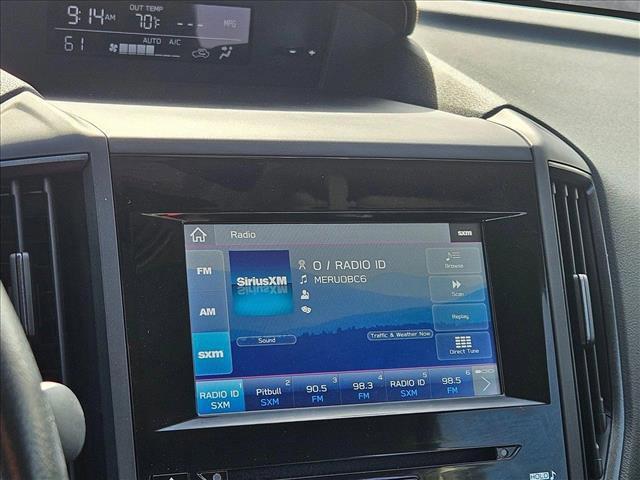 OUT TEMP
9:14AM 70°F --- MPG
61 AUTO A/C
- +
Radio sxm
FM
AM
sxm
SiriusXM
0 / RADIO ID
MERU0BC6
Browse
Scan
Replay
Direct Tune
Sound
Traffic & Weather Now
1 RADIO ID SXM
2 Pitbull SXM
3 90.5 FM
4 98.3 FM
5 RADIO ID SXM
6 98.5 FM
HOLD